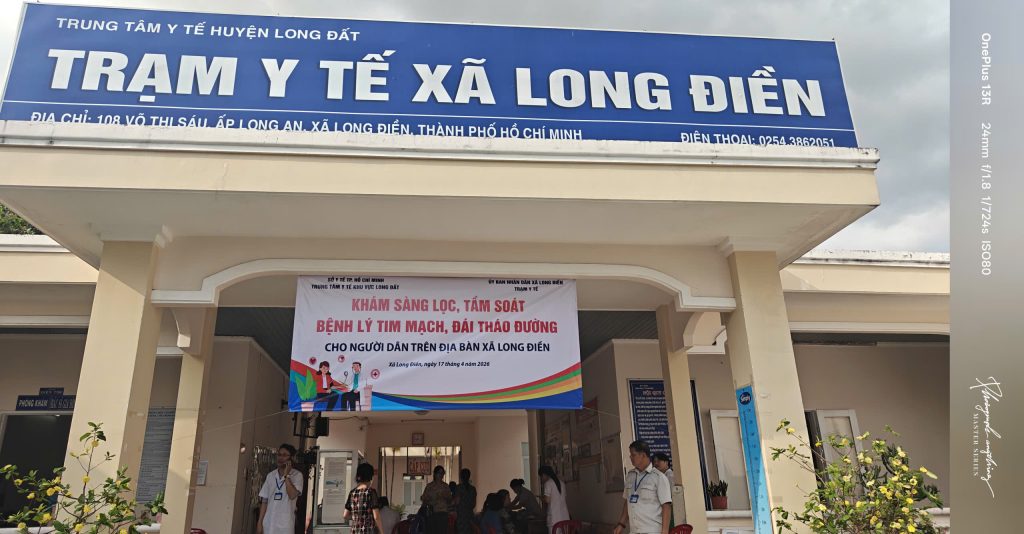 TRUNG TÂM Y TẾ HUYỆN LONG ĐẤT
TRẠM Y TẾ XÃ LONG ĐIỀN
ĐỊA CHỈ: 108 VÕ THỊ SÁU, ẤP LONG AN, XÃ LONG ĐIỀN, THÀNH PHỐ HỒ CHÍ MINH
ĐIỆN THOẠI: 0254.3862051
SỞ Y TẾ TP. HỒ CHÍ MINH
TRUNG TÂM Y TẾ KHU VỰC LONG ĐẤT
ỦY BAN NHÂN DÂN XÃ LONG ĐIỀN
TRẠM Y TẾ
KHÁM SÀNG LỌC, TẦM SOÁT
BỆNH LÝ TIM MẠCH, ĐÁI THÁO ĐƯỜNG
CHO NGƯỜI DÂN TRÊN ĐỊA BÀN XÃ LONG ĐIỀN
Xã Long Điền, ngày 17 tháng 4 năm 2026
PHÒNG KHÁM
CẤP CỨU
OnePlus 13R 24mm f/1.8 1/724s ISO80
MASTER SERIES